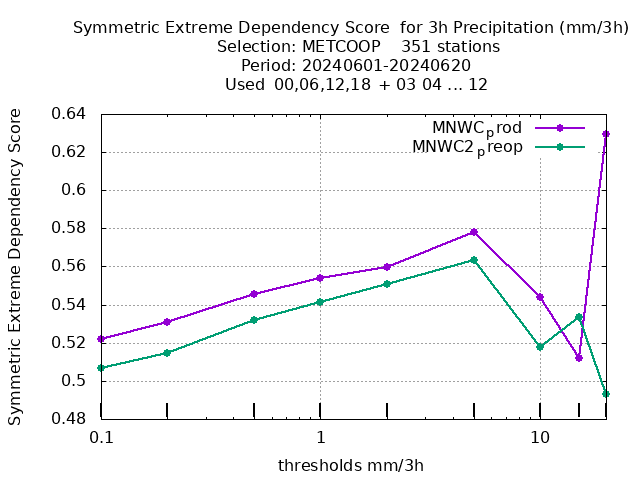 Symmetric Extreme Dependency Score  for 3h Precipitation (mm/3h)
Selection: METCOOP    351 stations
Period: 20240601-20240620
Used  00,06,12,18  + 03 04 ... 12
MNWC_prod
MNWC2_preop
Symmetric Extreme Dependency Score
0.64
0.62
0.6
0.58
0.56
0.54
0.52
0.5
0.48
0.1
1
10
thresholds mm/3h